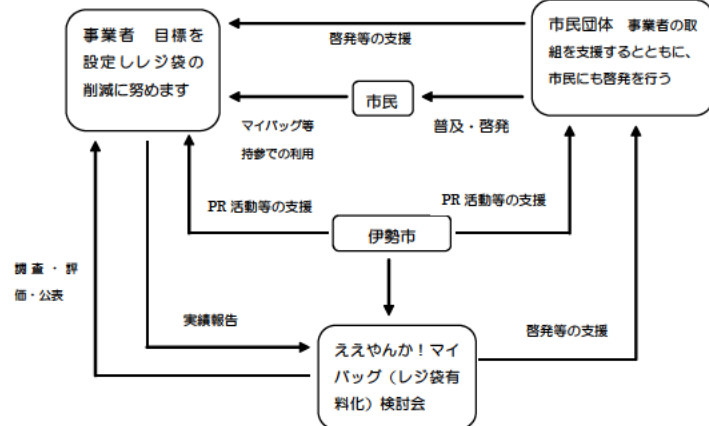 事業者　目標を
設定しレジ袋の
削減に努めます
啓発等の支援
市民団体　事業者の取
組を支援するとともに、
市民にも啓発を行う
市民
マイバッグ等
持参での利用
普及・啓発
PR 活動等の支援
PR 活動等の支援
伊勢市
調査・評
価・公表
実績報告
啓発等の支援
ええやんか！マイ
バッグ（レジ袋有
料化）検討会